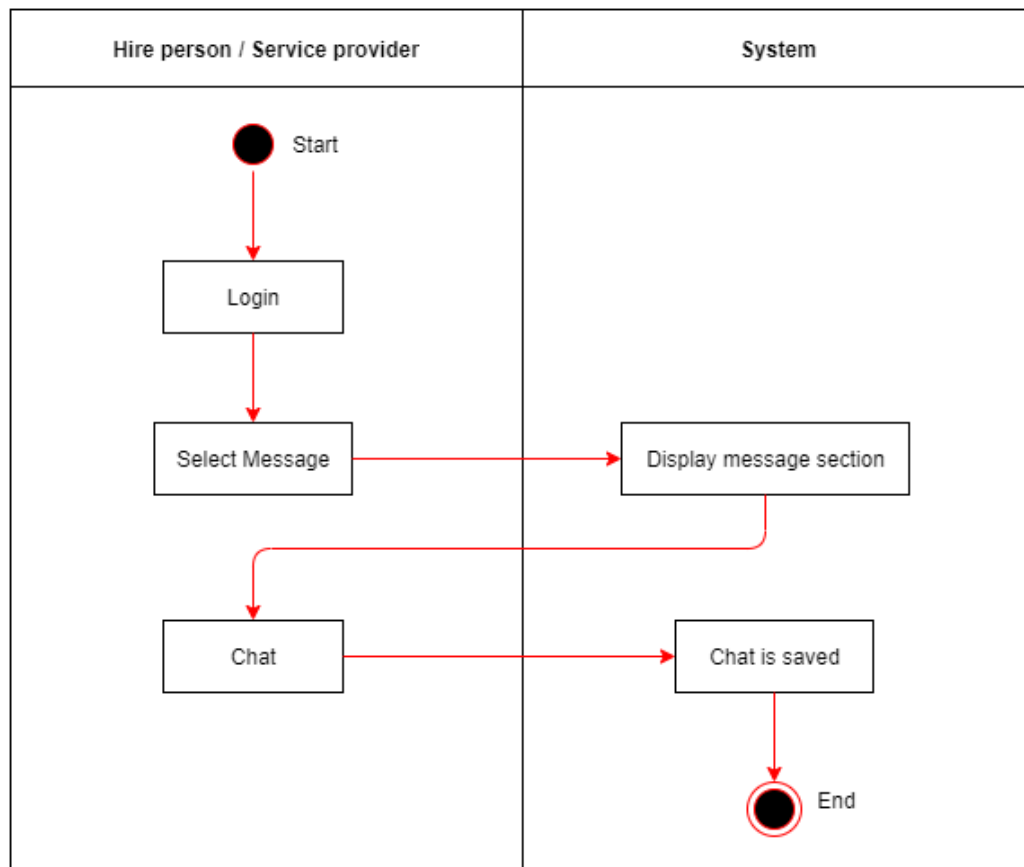 Hire person / Service provider
System
Start
Login
Select Message
Display message section
Chat
Chat is saved
End